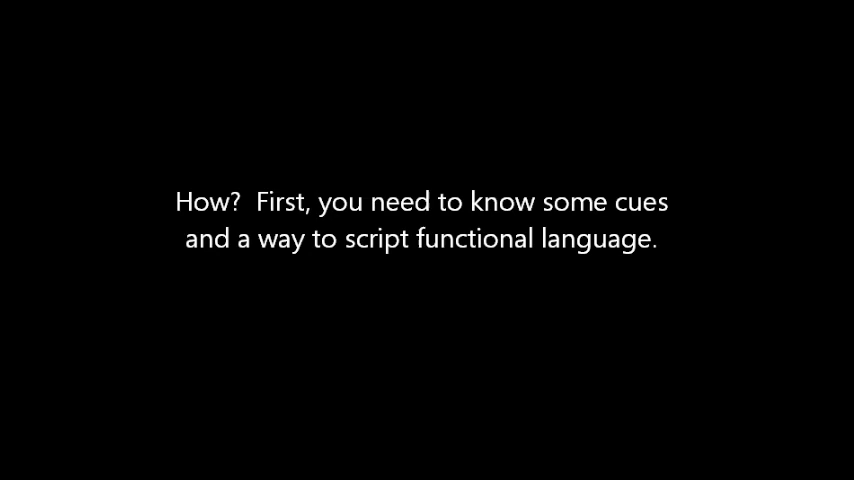 How?  First, you need to know some cues
and a way to script functional language.